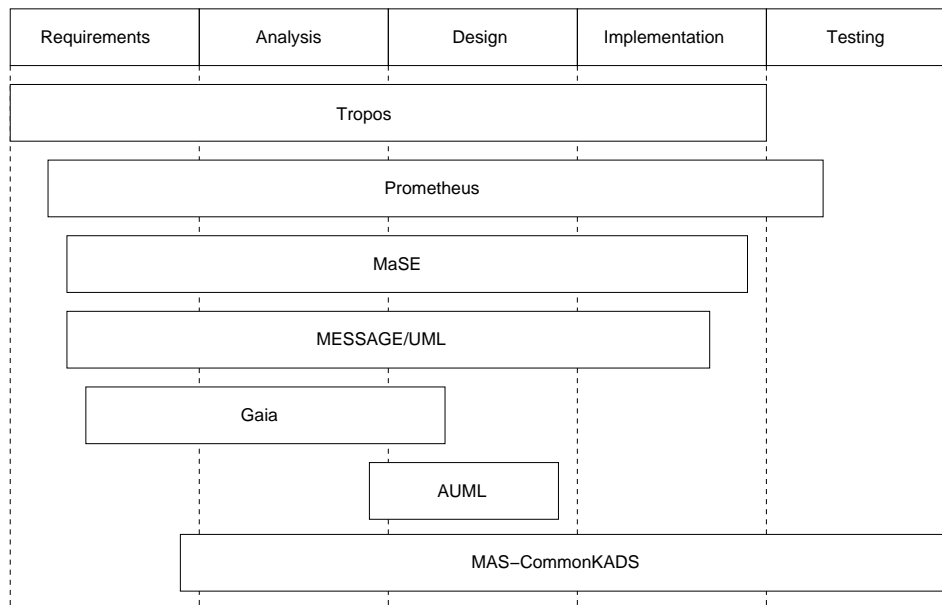 Requirements Analysis Design Implementation Testing
Tropos
Prometheus
MaSE
MESSAGE/UML
Gaia
AUML
MAS−CommonKADS